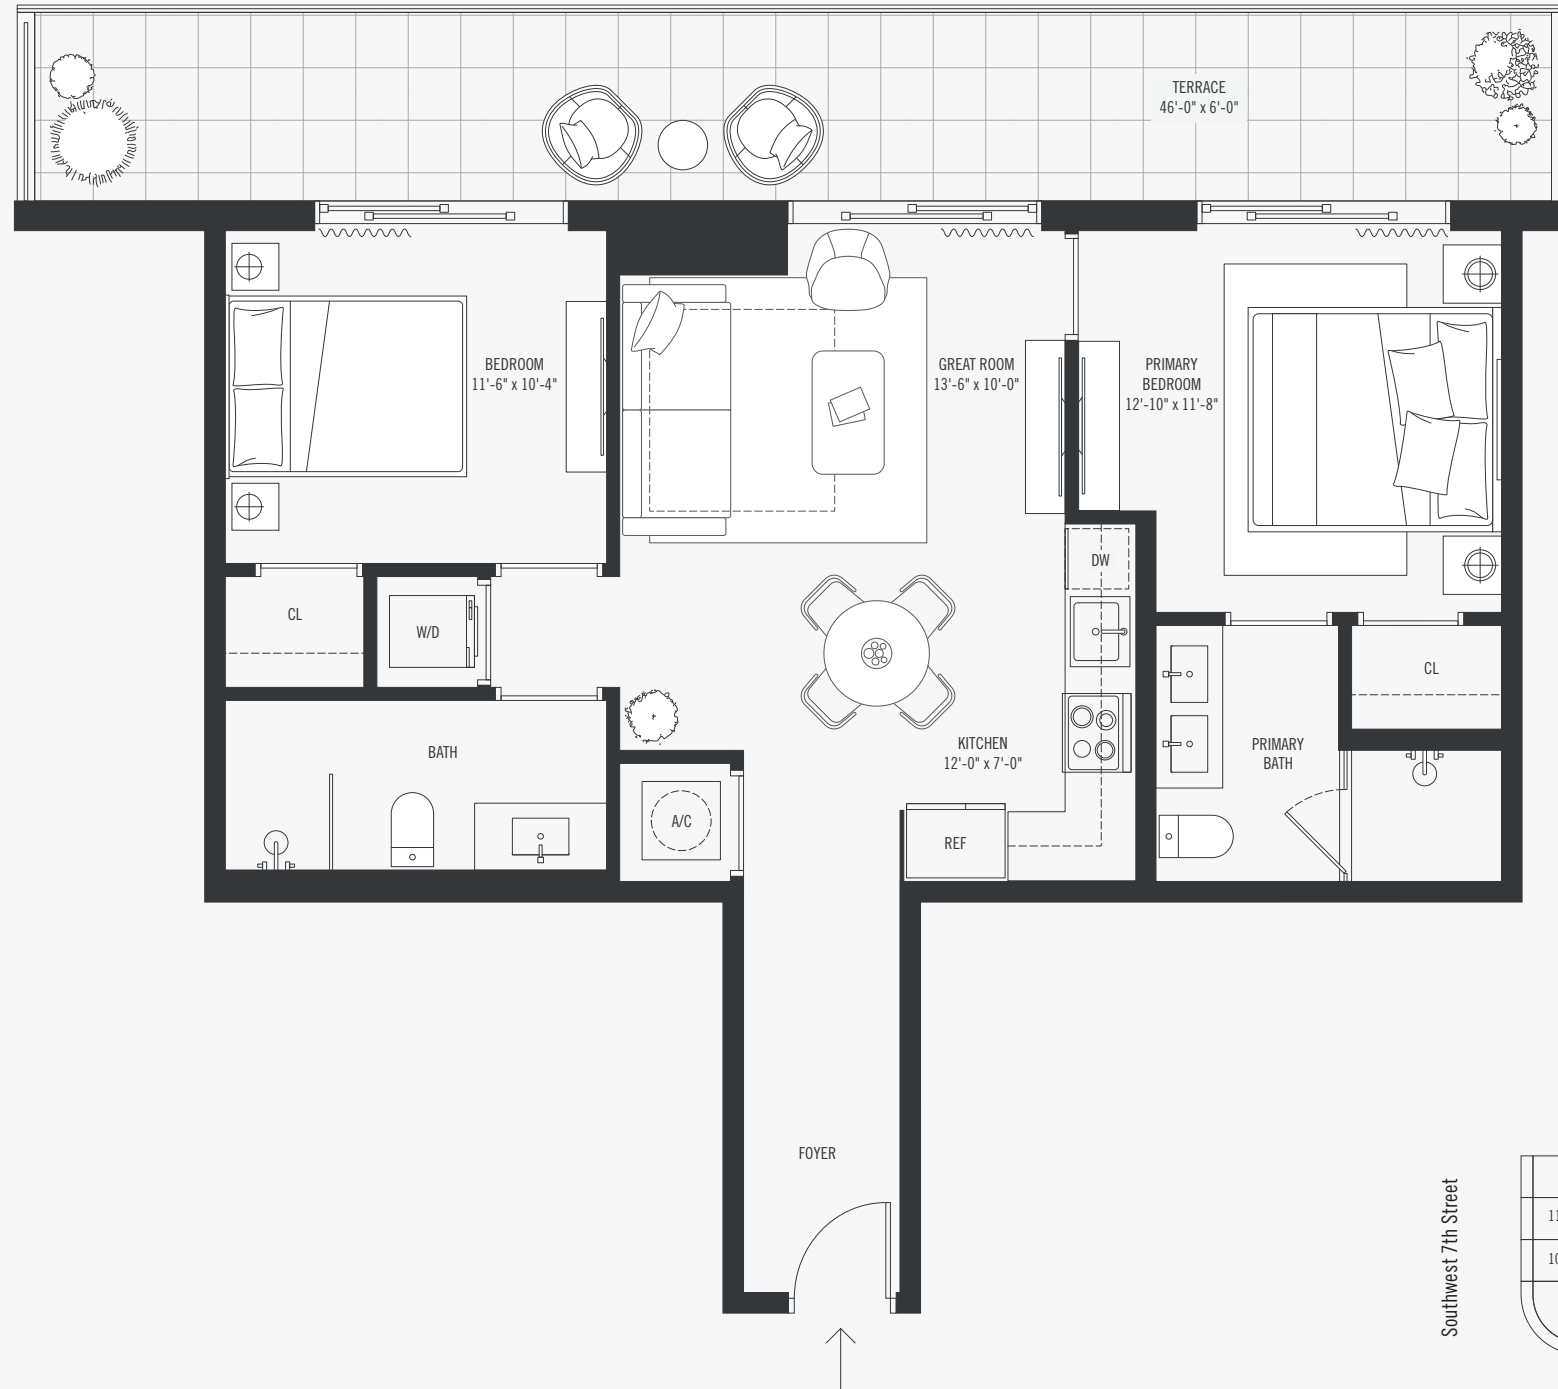 TERRACE
46'-0" x 6'-0"
BEDROOM
11'-6" x 10'-4"
GREAT ROOM
13'-6" x 10'-0"
PRIMARY
BEDROOM
12'-10" x 11'-8"
DW
CL
W/D
CL
BATH
KITCHEN
12'-0" x 7'-0"
PRIMARY
BATH
A/C
REF
FOYER
Southwest 7th Street
11
10